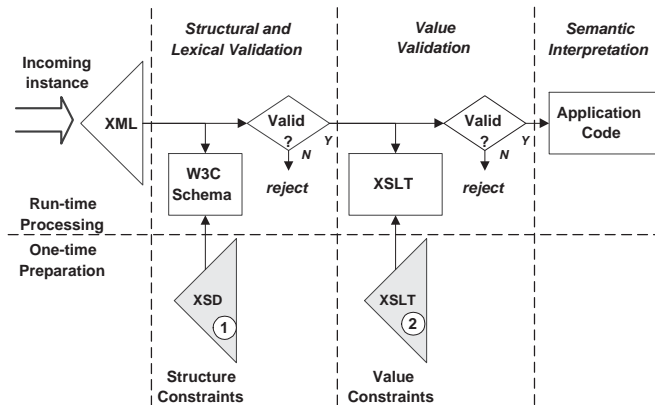 Structural and
Lexical Validation
Value
Validation
Semantic
Interpretation
Incoming
instance
XML
Valid
?
Y
N
reject
W3C
Schema
Valid
?
Y
N
reject
XSLT
Application
Code
Run-time
Processing
One-time
Preparation
XSD
1
XSLT
2
Structure
Constraints
Value
Constraints